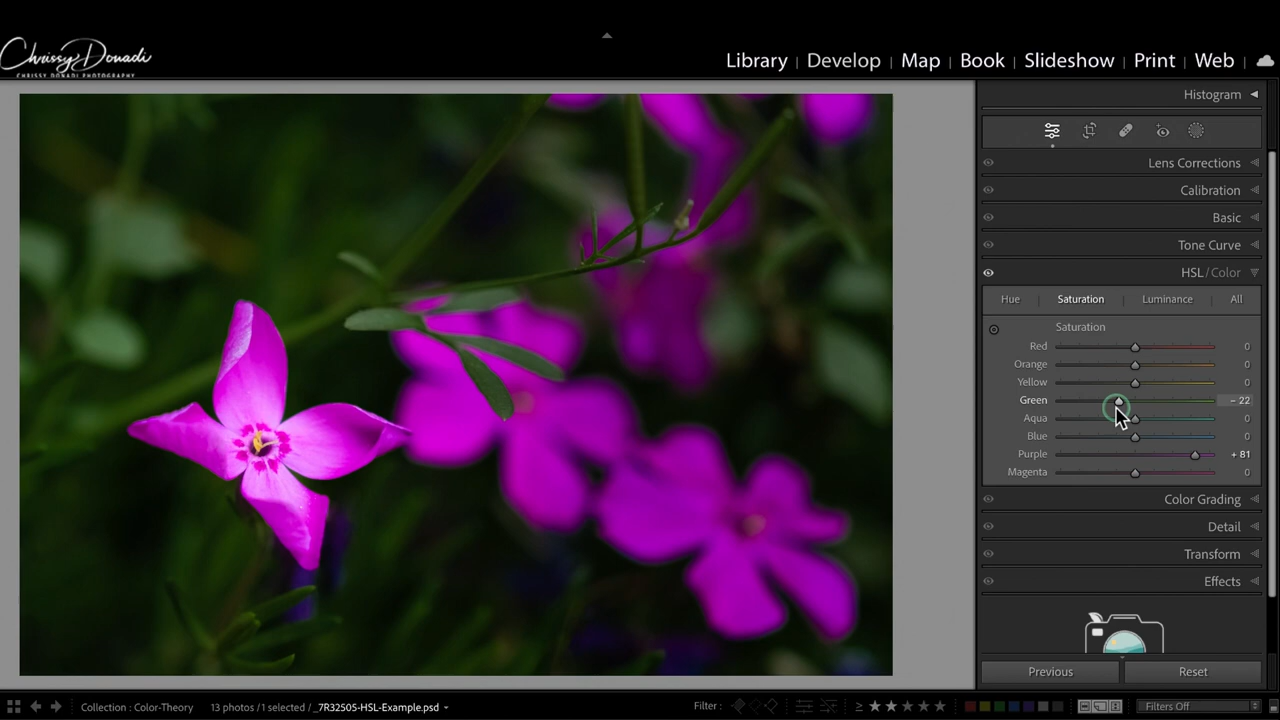 Chrissy Donadi
CHRISSY DONADI PHOTOGRAPHY
Library | Develop | Map | Book | Slideshow | Print | Web
Histogram
Lens Corrections
Calibration
Basic
Tone Curve
HSL / Color
Hue | Saturation | Luminance | All
Saturation
Red 0
Orange 0
Yellow 0
Green - 22
Aqua 0
Blue 0
Purple + 81
Magenta 0
Color Grading
Detail
Transform
Effects
Previous Reset
Collection : Color-Theory 13 photos / 1 selected / _7R32505-HSL-Example.psd Filter : ≥ ★★★★★ Filters Off